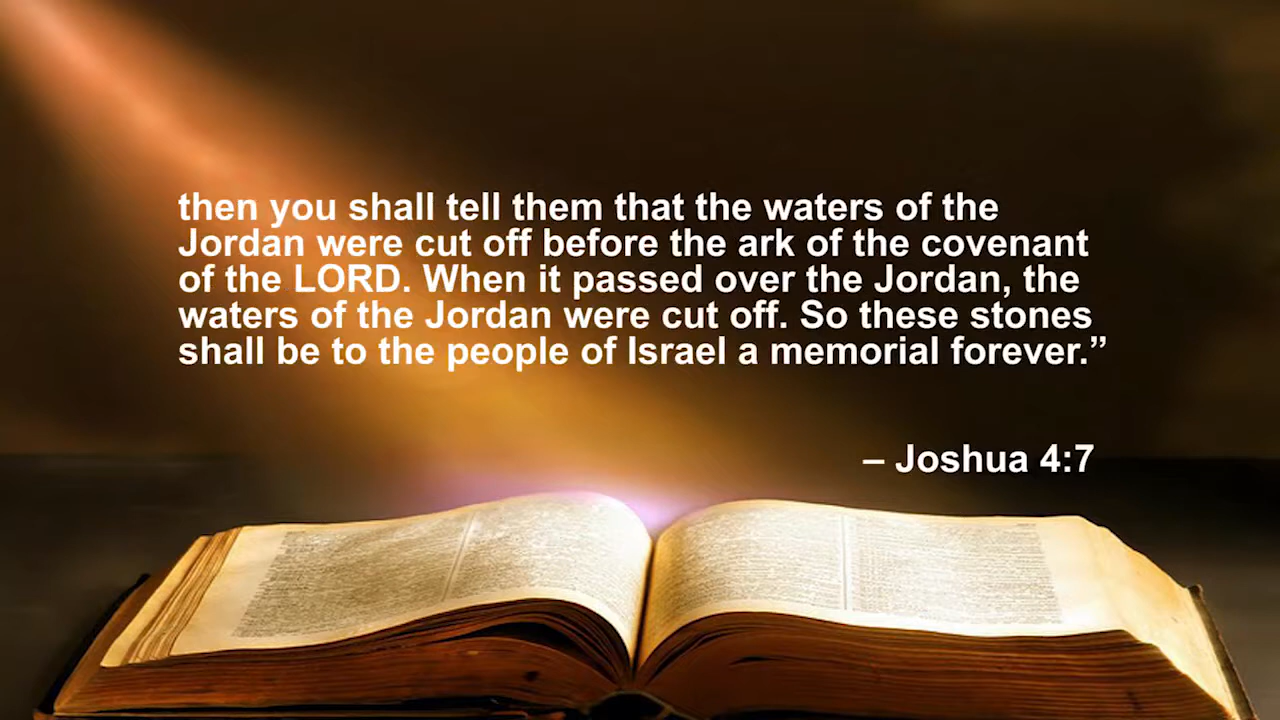 then you shall tell them that the waters of the
Jordan were cut off before the ark of the covenant
of the LORD. When it passed over the Jordan, the
waters of the Jordan were cut off. So these stones
shall be to the people of Israel a memorial forever.”
– Joshua 4:7